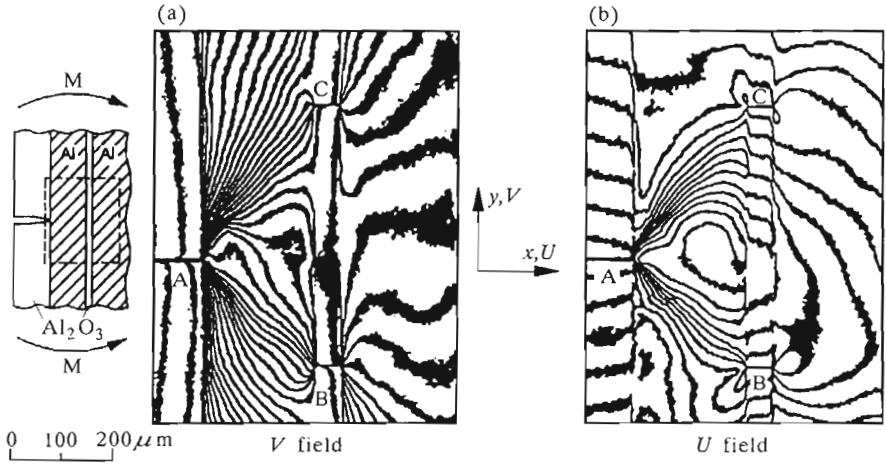 (a)
(b)
M
Al Al
C
C
y,V
x,U
A
A
Al2O3
M
B
B
0 100 200 μm
V field
U field